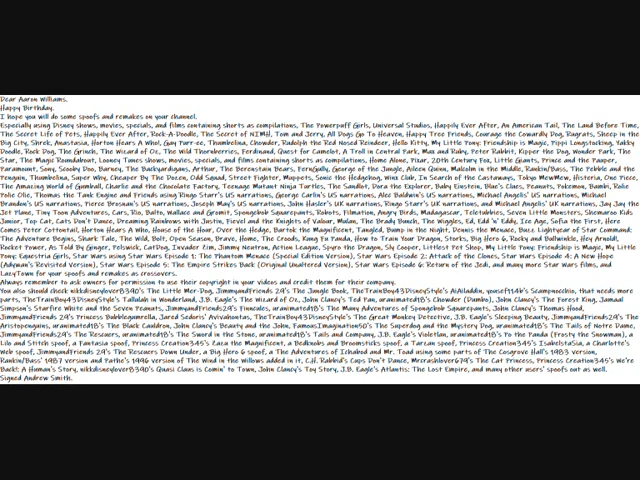 Dear Aaron Williams.
Happy Birthday.
I hope you will do some spoofs and remakes on your channel.
Especially using Disney shows, movies, specials, and films containing shorts as compilations, The Powerpuff Girls, Universal Studios, Happily Ever After, An American Tail, The Land Before Time,
The Secret Life of Pets, Happily Ever After, Rock-A-Doodle, The Secret of NIMH, Tom and Jerry, All Dogs Go To Heaven, Happy Tree Friends, Courage the Cowardly Dog, Rugrats, Sheep in the
Big City, Shrek, Anastasia, Horton Hears A Who!, Gay Purr-ee, Thumbelina, Chowder, Rudolph the Red Nosed Reindeer, Hello Kitty, My Little Pony: Friendship is Magic, Pippi Longstocking, Yakky
Doodle, Rock Dog, The Grinch, The Wizard of Oz, The Wild Thornberries, Ferdinand, Quest for Camelot, A Troll in Central Park, Max and Ruby, Peter Rabbit, Kipper the Dog, Wonder Park, The
Star, The Magic Roundabout, Looney Tunes shows, movies, specials, and films containing shorts as compilations, Home Alone, Pixar, 20th Century Fox, Little Giants, Prince and the Pauper,
Paramount, Sony, Scooby Doo, Barney, The Backyardigans, Arthur, The Berenstain Bears, FernGully, George of the Jungle, Aileen Quinn, Malcolm in the Middle, Rankin/Bass, The Pebble and the
Penguin, Thumbelina, Super Why, Cheaper By The Dozen, Odd Squad, Street Fighter, Muppets, Sonic the Hedgehog, Winx Club, In Search of the Castaways, Tokyo MewMew, Histeria, One Piece,
The Amazing World of Gumball, Charlie and the Chocolate Factory, Teenage Mutant Ninja Turtles, The Sandlot, Dora the Explorer, Baby Einstein, Blue's Clues, Peanuts, Pokemon, Bambi, Rolie
Polie Olie, Thomas the Tank Engine and Friends using Ringo Starr's US narrations, George Carlin's US narrations, Alec Baldwin's US narrations, Michael Angelis' US narrations, Michael
Brandon's US narrations, Pierce Brosnan's US narrations, Joseph May's US narrations, John Hasler's UK narrations, Ringo Starr's UK narrations, and Michael Angelis' UK narrations, Jay Jay the
Jet Plane, Tiny Toon Adventures, Cars, Rio, Balto, Wallace and Gromit, Spongebob Squarepants, Robots, Filmation, Angry Birds, Madagascar, Teletubbies, Seven Little Monsters, Shemaroo Kids
Junior, Top Cat, Cats Don't Dance, Dreaming Narrations with Justin, Fievel and the Knights of Valour, Mulan, The Brady Bunch, The Wiggles, Ed, Edd 'n' Eddy, Ice Age, Sofia the First, Here
Comes Peter Cottontail, Horton Hears A Who, House of the Hour, Over the Hedge, Bartok the Magnificent, Tangled, Bump in the Night, Dennis the Menace, Buzz Lightyear of Star Command:
The Adventure Begins, Shark Tale, The Wild, Bolt, Open Season, Brave, Home, The Croods, Kung Fu Panda, How to Train Your Dragon, Storks, Big Hero 6, Rocky and Bullwinkle, Hey Arnold!,
Rocket Power, As Told By Ginger, Pelswick, CatDog, Invader Zim, Jimmy Neutron, Action League, Spyro the Dragon, Sly Cooper, Littlest Pet Shop, My Little Pony: Friendship is Magic, My Little
Pony: Equestria Girls, Star Wars using Star Wars Episode 1: The Phantom Menace (Special Edition Version), Star Wars Episode 2: Attack of the Clones, Star Wars Episode 4: A New Hope
(Adywan's Revisited Version), Star Wars Episode 5: The Empire Strikes Back (Original Unaltered Version), Star Wars Episode 6: Return of the Jedi, and many more Star Wars films, and
LazyTown for your spoofs and remakes as crossovers.
Always remember to ask owners for permission to use their copyright in your videos and credit them for their company.
You also should check nikkdisneylover8390's The Little Mer-Dog, JimmyandFriends 29's The Jungle Book, TheTrainBoy43DisneyStyle's AiAiladdin, yousef114h's Scampunocchio, that needs more
parts, TheTrainBoy43DisneyStyle's Tallulah in Wonderland, J.B. Eagle's The Wizard of Oz, John Clancy's Ted Pan, uranimated18's Chowder (Dumbo), John Clancy's The Forest King, Jamaal
Simpson's Starfire White and the Seven Peanuts, JimmyandFriends29's Finncules, uranimated18's The Many Adventures of Spongebob Squarepants, John Clancy's Thomas Hood,
JimmyandFriends 29's Princess Bubblegumrella, Jared Sedoris' Avivahontas, TheTrainBoy43DisneyStyle's The Great Monkey Detective, J.B. Eagle's Sleeping Beauty, JimmyandFriends29's The
Aristopenguins, uranimated18's The Black Cauldron, John Clancy's Beauty and the John, FamousImagination50's The Superdog and the Mystery Dog, uranimated18's The Tails of Notre Dame,
JimmyandFriends29's The Rescuers, uranimated18's The Sword in the Stone, uranimated18's Tails and Company, J.B. Eagle's Violetlan, uranimated18's Po the Panda (Frosty the Snowman), a
Lilo and Stitch spoof, a Fantasia spoof, Princess Creation345's Zaza the Magnificat, a Bedknobs and Broomsticks spoof, a Tarzan spoof, Princess Creation345's IsabelstaSia, a Charlotte's
Web spoof, JimmyandFriends 29's The Rescuers Down Under, a Big Hero 6 spoof, a The Adventures of Ichabod and Mr. Toad using some parts of The Cosgrove Hall's 1983 version,
Rankin/Bass' 1987 version and Pathe's 1996 version of The Wind in the Willows added in it, C.H. Rabbid's Cups Don't Dance, Mrcrashlover679's The Cat Princess, Princess Creation345's We're
Back: A Human's Story, nikkdisneylover8390's Quasi Claus is Comin' to Town, John Clancy's Toy Story, J.B. Eagle's Atlantis: The Lost Empire, and many other users' spoofs out as well.
Signed Andrew Smith.